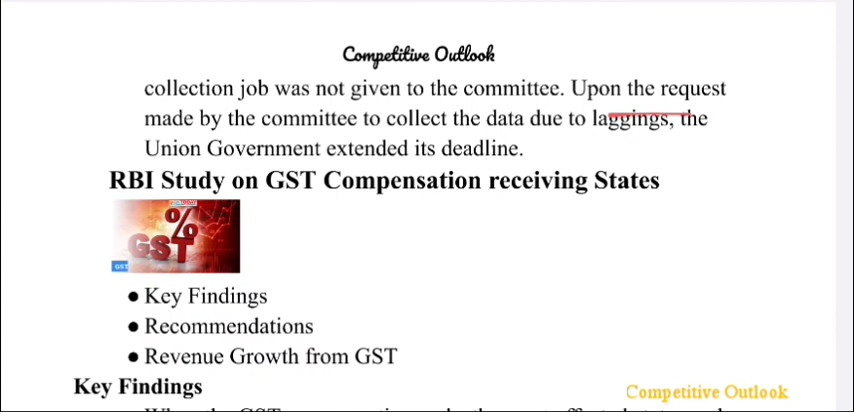 Competitive Outlook
collection job was not given to the committee. Upon the request
made by the committee to collect the data due to laggings, the
Union Government extended its deadline.
RBI Study on GST Compensation receiving States
%
GST
GST
● Key Findings
● Recommendations
● Revenue Growth from GST
Key Findings
Competitive Outlook